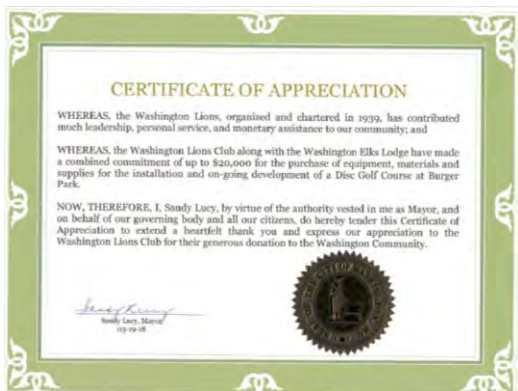 CERTIFICATE OF APPRECIATION
WHEREAS, the Washington Lions, organized and chartered in 1939, has contributed
much leadership, personal service, and monetary assistance to our community; and
WHEREAS, the Washington Lions Club along with the Washington Elks Lodge have made
a combined commitment of up to $20,000 for the purchase of equipment, materials and
supplies for the installation and on-going development of a Disc Golf Course at Burger
Park.
NOW, THEREFORE, I, Sandy Lucy, by virtue of the authority vested in me as Mayor, and
on behalf of our governing body and all our citizens, do hereby tender this Certificate of
Appreciation to extend a heartfelt thank you and express our appreciation to the
Washington Lions Club for their generous donation to the Washington Community.
Sandy Lucy, Mayor
03-19-18